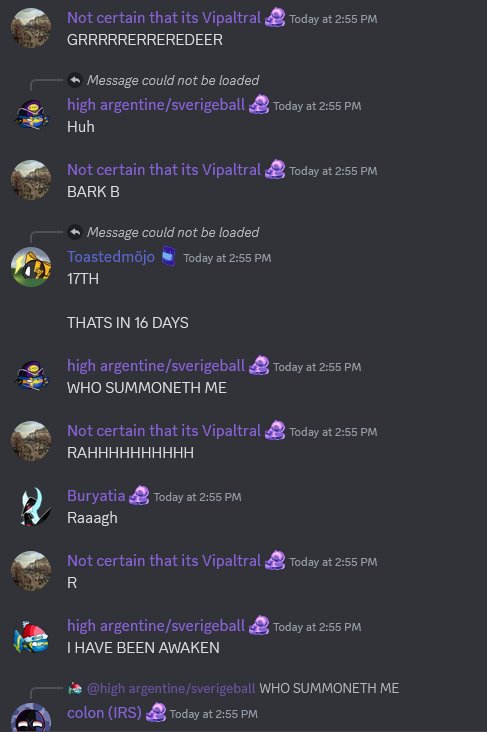 Not certain that its Vipaltral Today at 2:55 PM
GRRRRRERREREDEER
Message could not be loaded
high argentine/sverigeball Today at 2:55 PM
Huh
Not certain that its Vipaltral Today at 2:55 PM
BARK B
Message could not be loaded
Toastedmöjo Today at 2:55 PM
17TH
THATS IN 16 DAYS
high argentine/sverigeball Today at 2:55 PM
WHO SUMMONETH ME
Not certain that its Vipaltral Today at 2:55 PM
RAHHHHHHHHHH
Buryatia Today at 2:55 PM
Raaagh
Not certain that its Vipaltral Today at 2:55 PM
R
high argentine/sverigeball Today at 2:55 PM
I HAVE BEEN AWAKEN
@high argentine/sverigeball WHO SUMMONETH ME
colon (IRS) Today at 2:55 PM